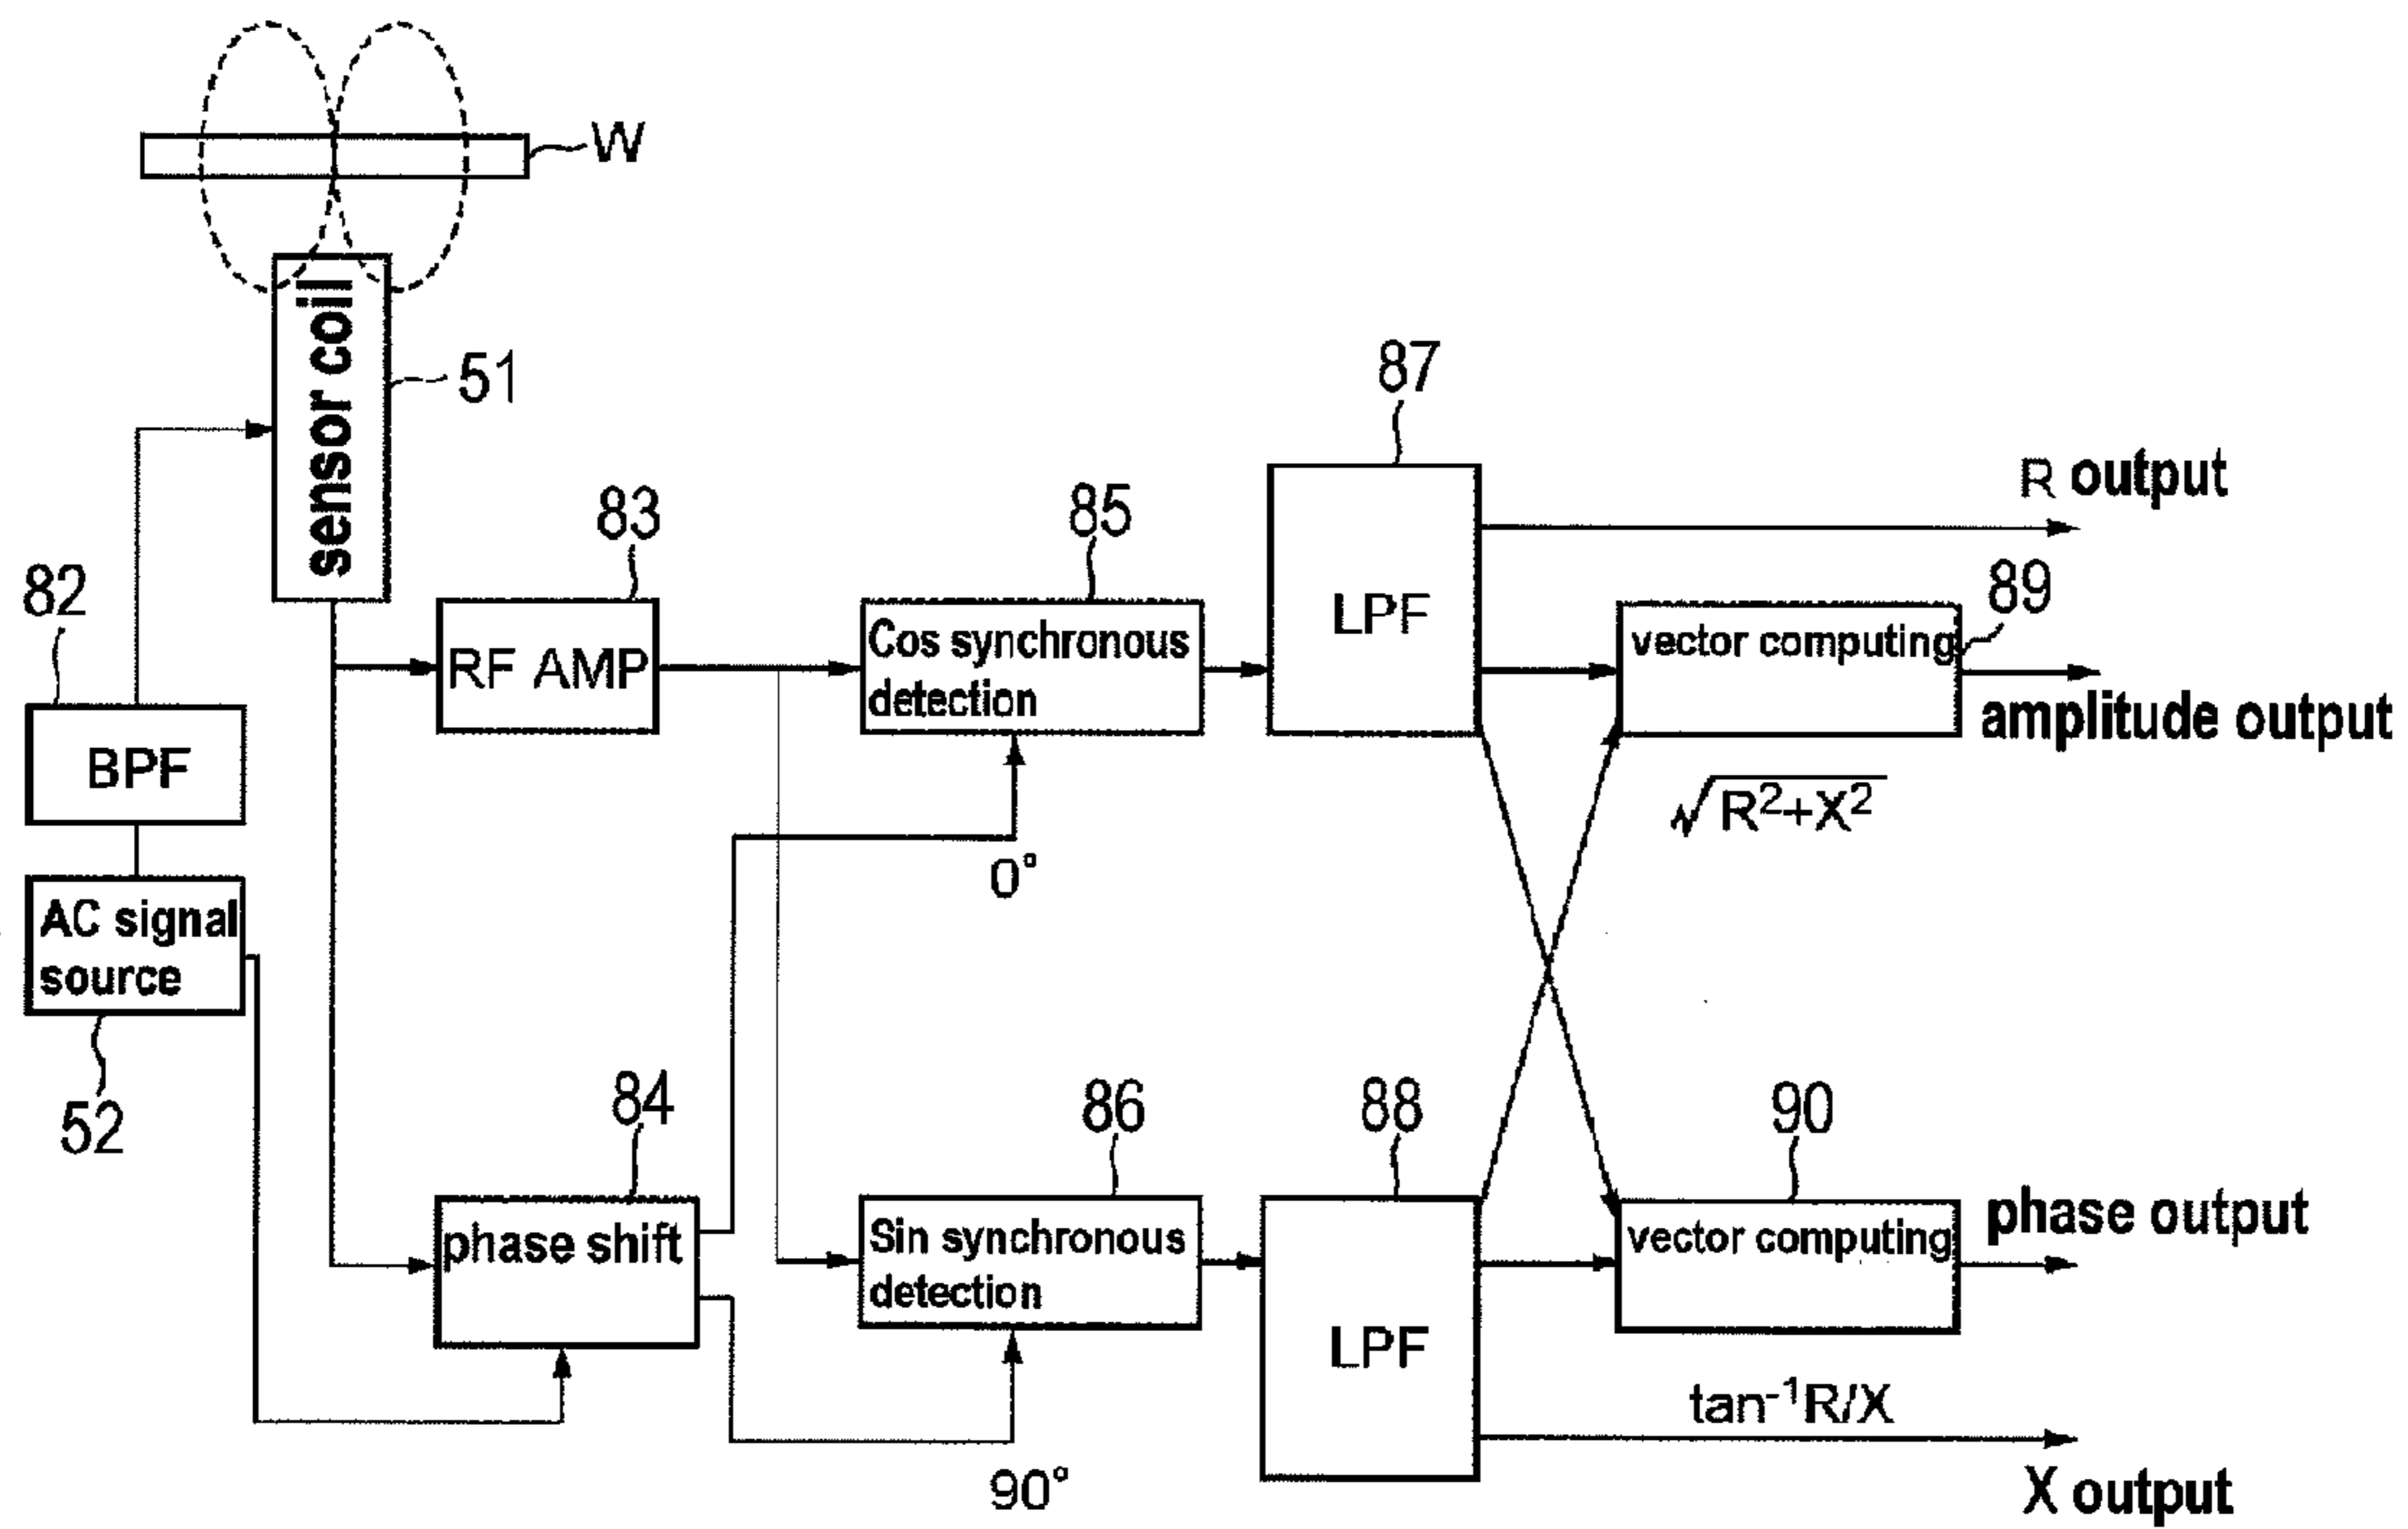 W
sensor coil
51
87
R output
83
85
82
89
RF AMP
Cos synchronous
detection
LPF
vector computing
amplitude output
BPF
√R²+X²
0°
AC signal
source
52
84
86
88
90
phase shift
Sin synchronous
detection
LPF
vector computing
phase output
tan⁻¹R/X
90°
X output